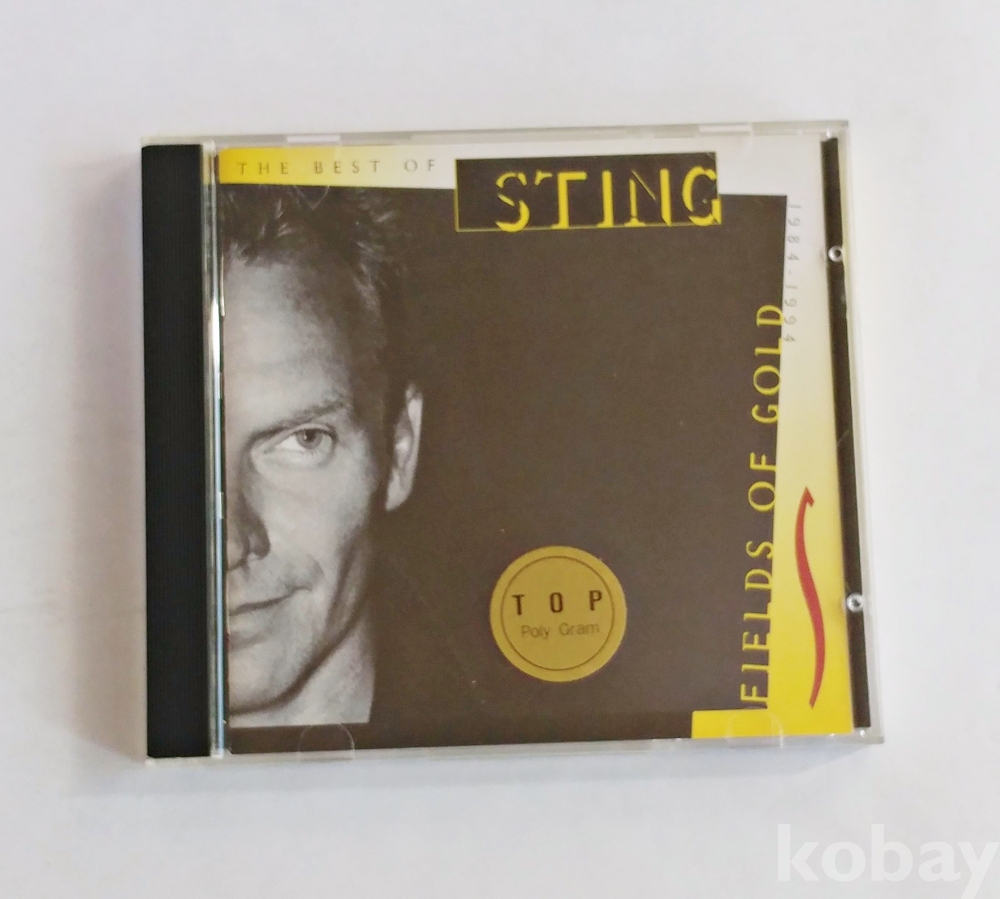 THE BEST OF
STING
1984-1994
FIELDS OF GOLD
TOP
Poly Gram
kobay